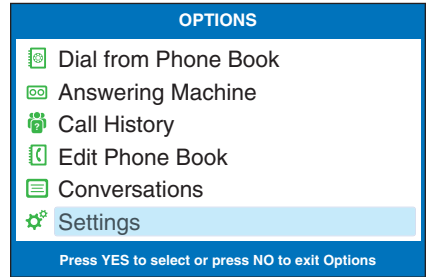 OPTIONS
Dial from Phone Book
Answering Machine
Call History
Edit Phone Book
Conversations
Settings
Press YES to select or press NO to exit Options